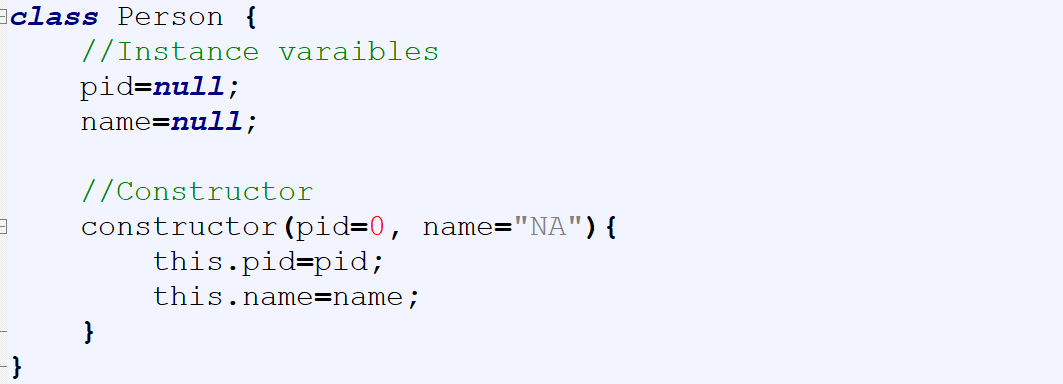 class Person {
//Instance varaibles
pid=null;
name=null;
//Constructor
constructor(pid=0, name="NA"){
this.pid=pid;
this.name=name;
}
}